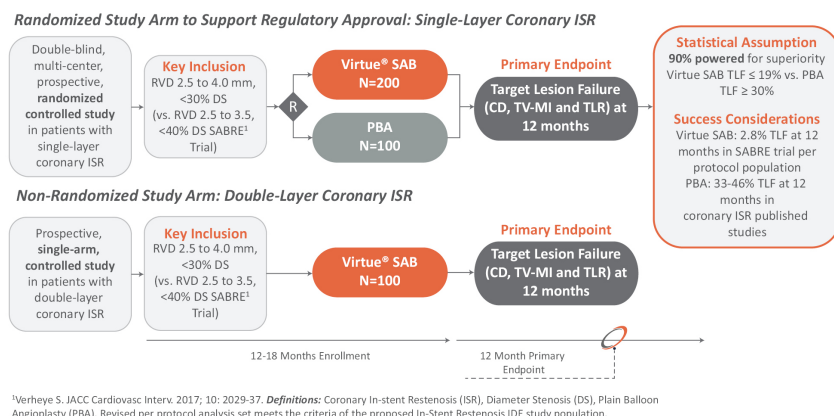 Randomized Study Arm to Support Regulatory Approval: Single-Layer Coronary ISR
Double-blind,
multi-center,
prospective,
randomized
controlled study
in patients with
single-layer
coronary ISR
Key Inclusion
RVD 2.5 to 4.0 mm,
<30% DS
(vs. RVD 2.5 to 3.5,
<40% DS SABRE¹
Trial)
R
Virtue® SAB
N=200
PBA
N=100
Primary Endpoint
Target Lesion Failure
(CD, TV-MI and TLR) at
12 months
Statistical Assumption
90% powered for superiority
Virtue SAB TLF ≤ 19% vs. PBA
TLF ≥ 30%
Success Considerations
Virtue SAB: 2.8% TLF at 12
months in SABRE trial per
protocol population
PBA: 33-46% TLF at 12
months in
coronary ISR published
studies
Non-Randomized Study Arm: Double-Layer Coronary ISR
Prospective,
single-arm,
controlled study
in patients with
double-layer
coronary ISR
Key Inclusion
RVD 2.5 to 4.0 mm,
<30% DS
(vs. RVD 2.5 to 3.5,
<40% DS SABRE¹
Trial)
Virtue® SAB
N=100
Primary Endpoint
Target Lesion Failure
(CD, TV-MI and TLR) at
12 months
12-18 Months Enrollment
12 Month Primary
Endpoint
¹Verheye S. JACC Cardiovasc Interv. 2017; 10: 2029-37. Definitions: Coronary In-stent Restenosis (ISR), Diameter Stenosis (DS), Plain Balloon
Angioplasty (PBA). Revised per protocol analysis set meets the criteria of the proposed In-Stent Restenosis IDE study population.